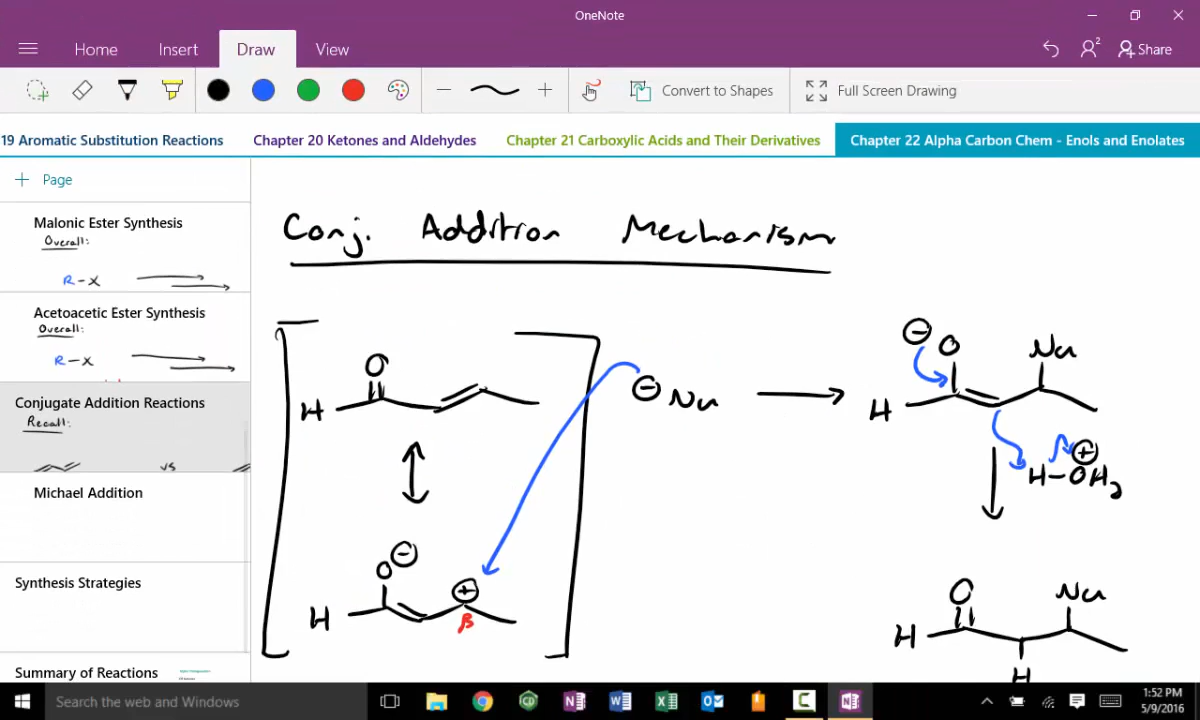 OneNote
Home Insert Draw View Share
Convert to Shapes Full Screen Drawing
19 Aromatic Substitution Reactions Chapter 20 Ketones and Aldehydes Chapter 21 Carboxylic Acids and Their Derivatives Chapter 22 Alpha Carbon Chem - Enols and Enolates
+ Page
Malonic Ester Synthesis
Overall:
R-X
Acetoacetic Ester Synthesis
Overall:
R-X
Conjugate Addition Reactions
Recall:
vs
Michael Addition
Synthesis Strategies
Summary of Reactions
Conj. Addition Mechanism
O
H
⊖ Nu
O ⊖
H
⊕
β
⊖ O Nu
H
⊕
H-OH2
O Nu
H
H
Search the web and Windows
1:52 PM
5/9/2016